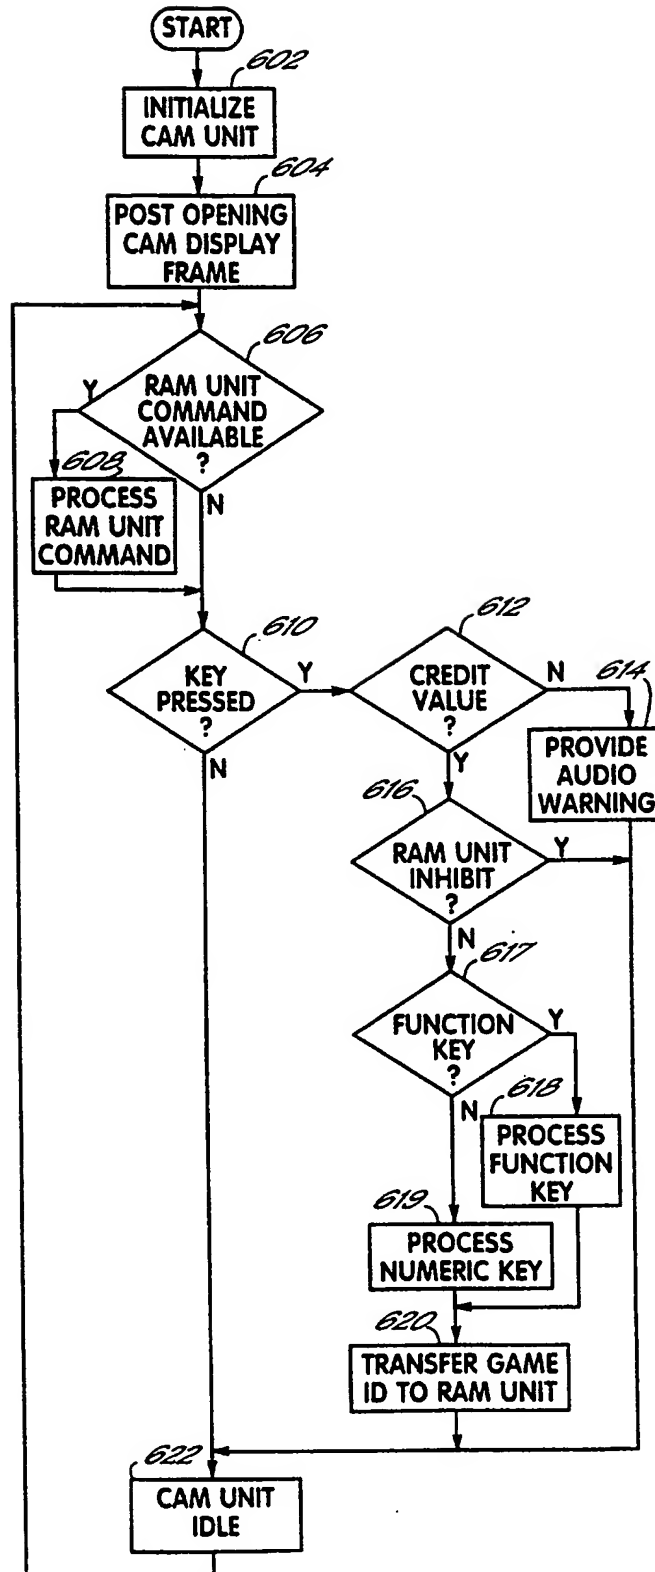 START
602
INITIALIZE
CAM UNIT
604
POST OPENING
CAM DISPLAY
FRAME
606
Y
RAM UNIT
COMMAND
AVAILABLE
?
N
608
PROCESS
RAM UNIT
COMMAND
610
KEY
PRESSED
?
Y
N
612
CREDIT
VALUE
?
N
Y
614
PROVIDE
AUDIO
WARNING
616
RAM UNIT
INHIBIT
?
Y
N
617
FUNCTION
KEY
?
Y
N
618
PROCESS
FUNCTION
KEY
619
PROCESS
NUMERIC KEY
620
TRANSFER GAME
ID TO RAM UNIT
622
CAM UNIT
IDLE